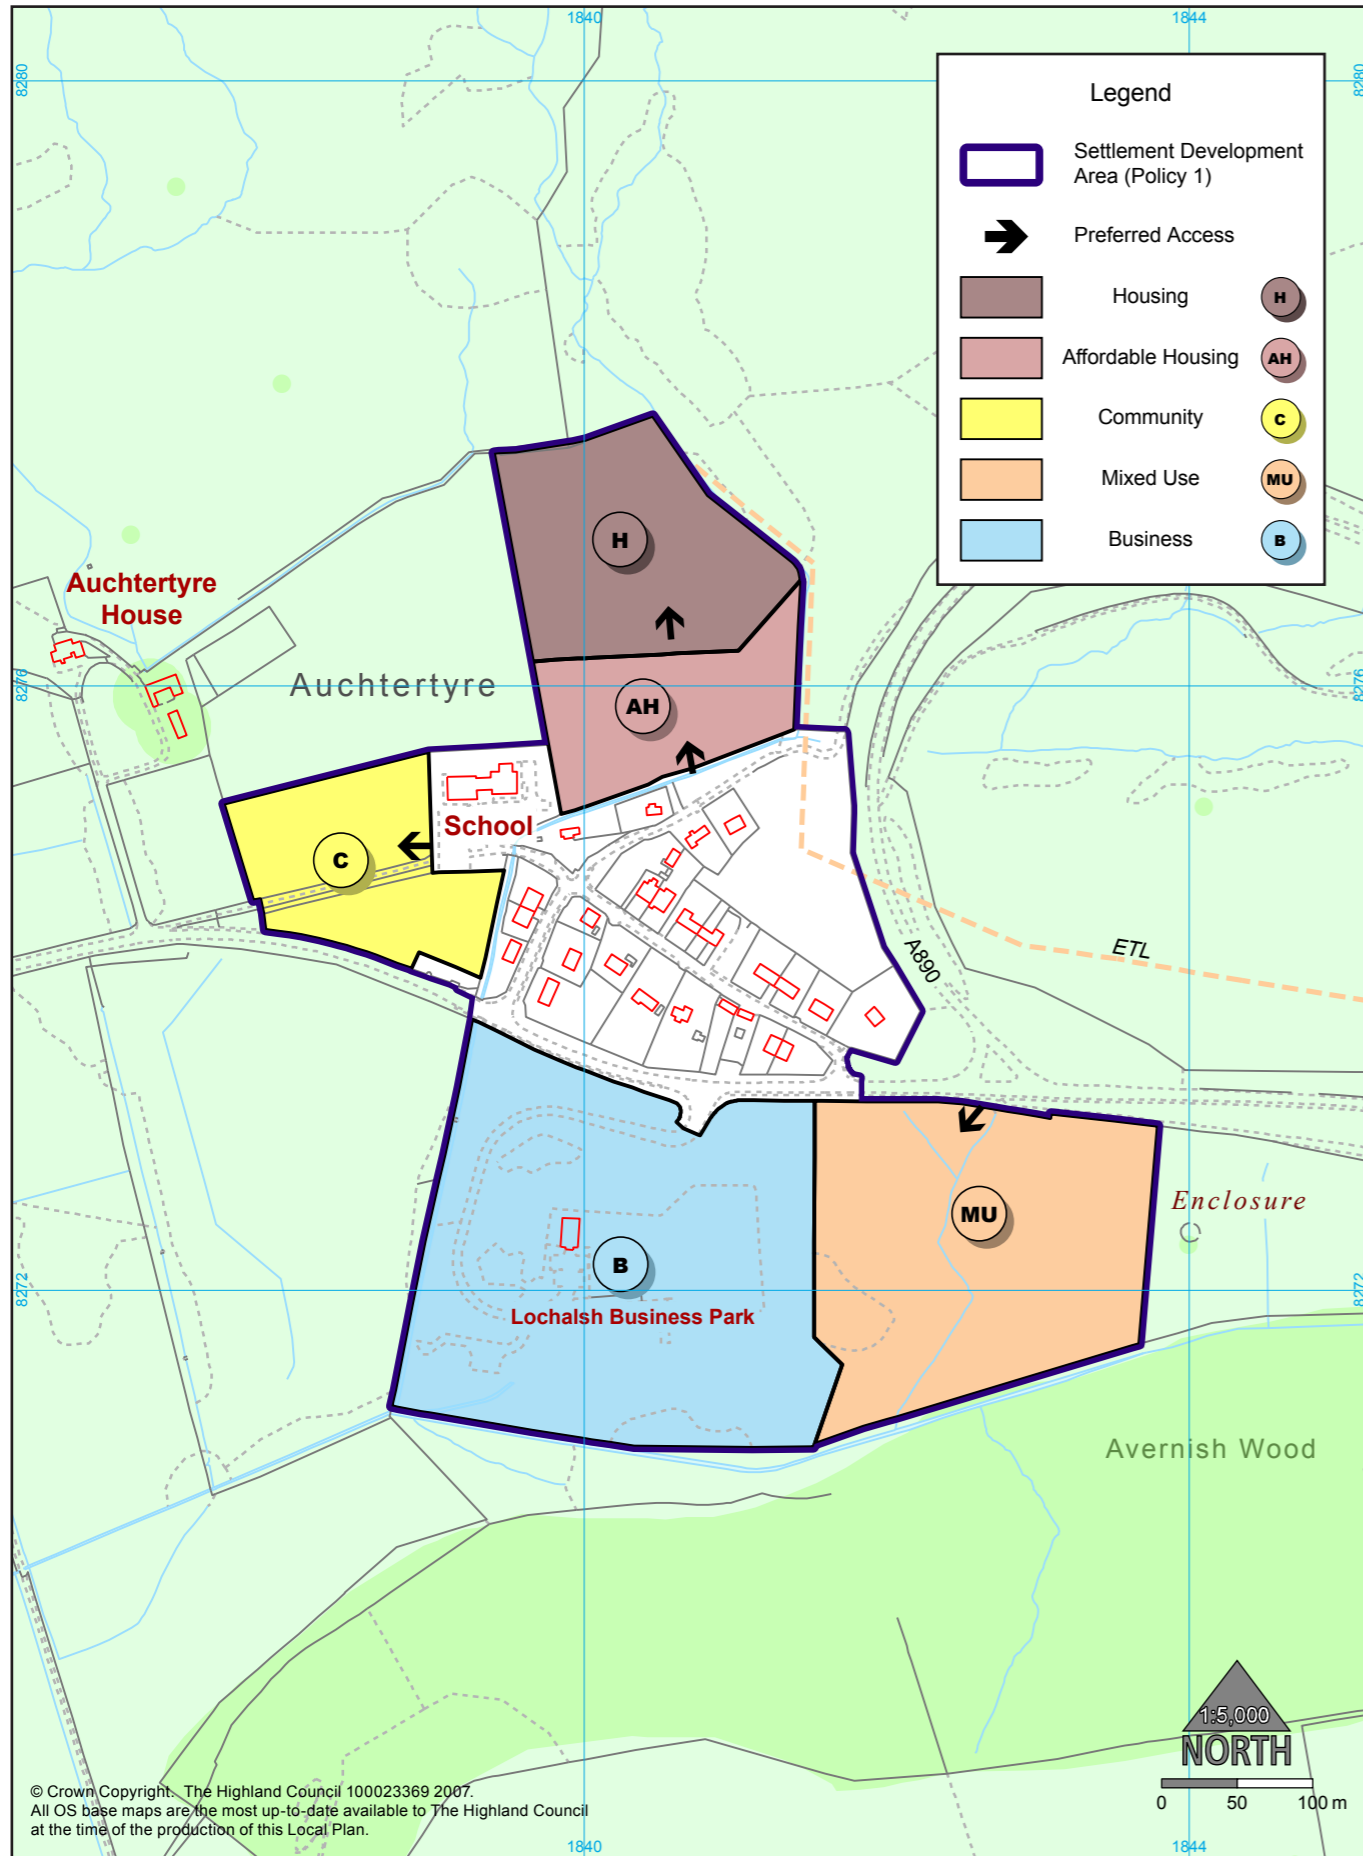 1840
1844
8280
8280
Legend
Settlement Development
Area (Policy 1)
Preferred Access
Housing
H
Affordable Housing
AH
Community
C
Mixed Use
MU
Business
B
H
Auchtertyre
House
8276
Auchtertyre
8276
AH
School
C
A890
ETL
MU
Enclosure
B
8272
8272
Lochalsh Business Park
Avernish Wood
1:5,000
NORTH
0 50 100 m
© Crown Copyright. The Highland Council 100023369 2007.
All OS base maps are the most up-to-date available to The Highland Council
at the time of the production of this Local Plan.
1840
1844